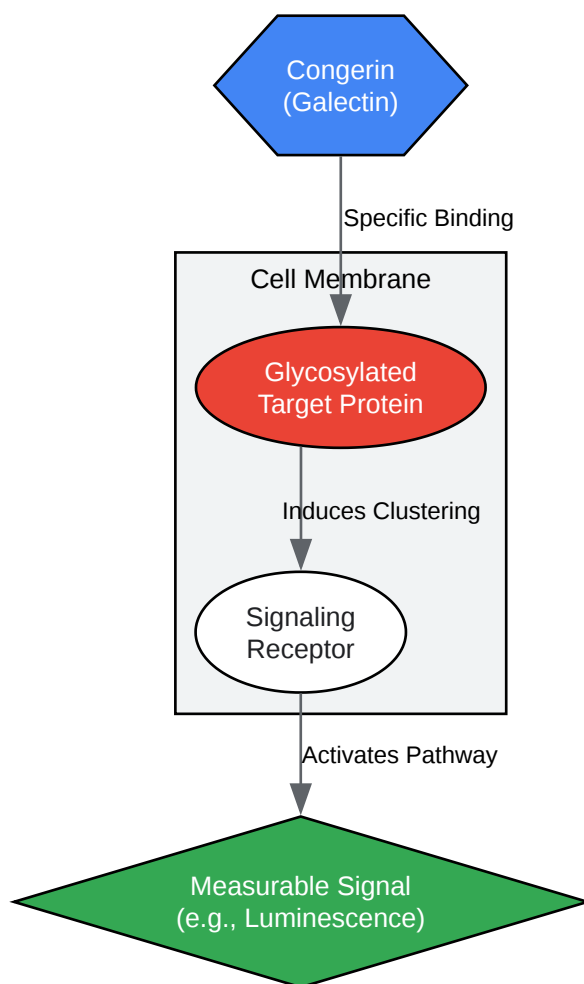 Congerin
(Galectin)
Specific Binding
Cell Membrane
Glycosylated
Target Protein
Induces Clustering
Signaling
Receptor
Activates Pathway
Measurable Signal
(e.g., Luminescence)